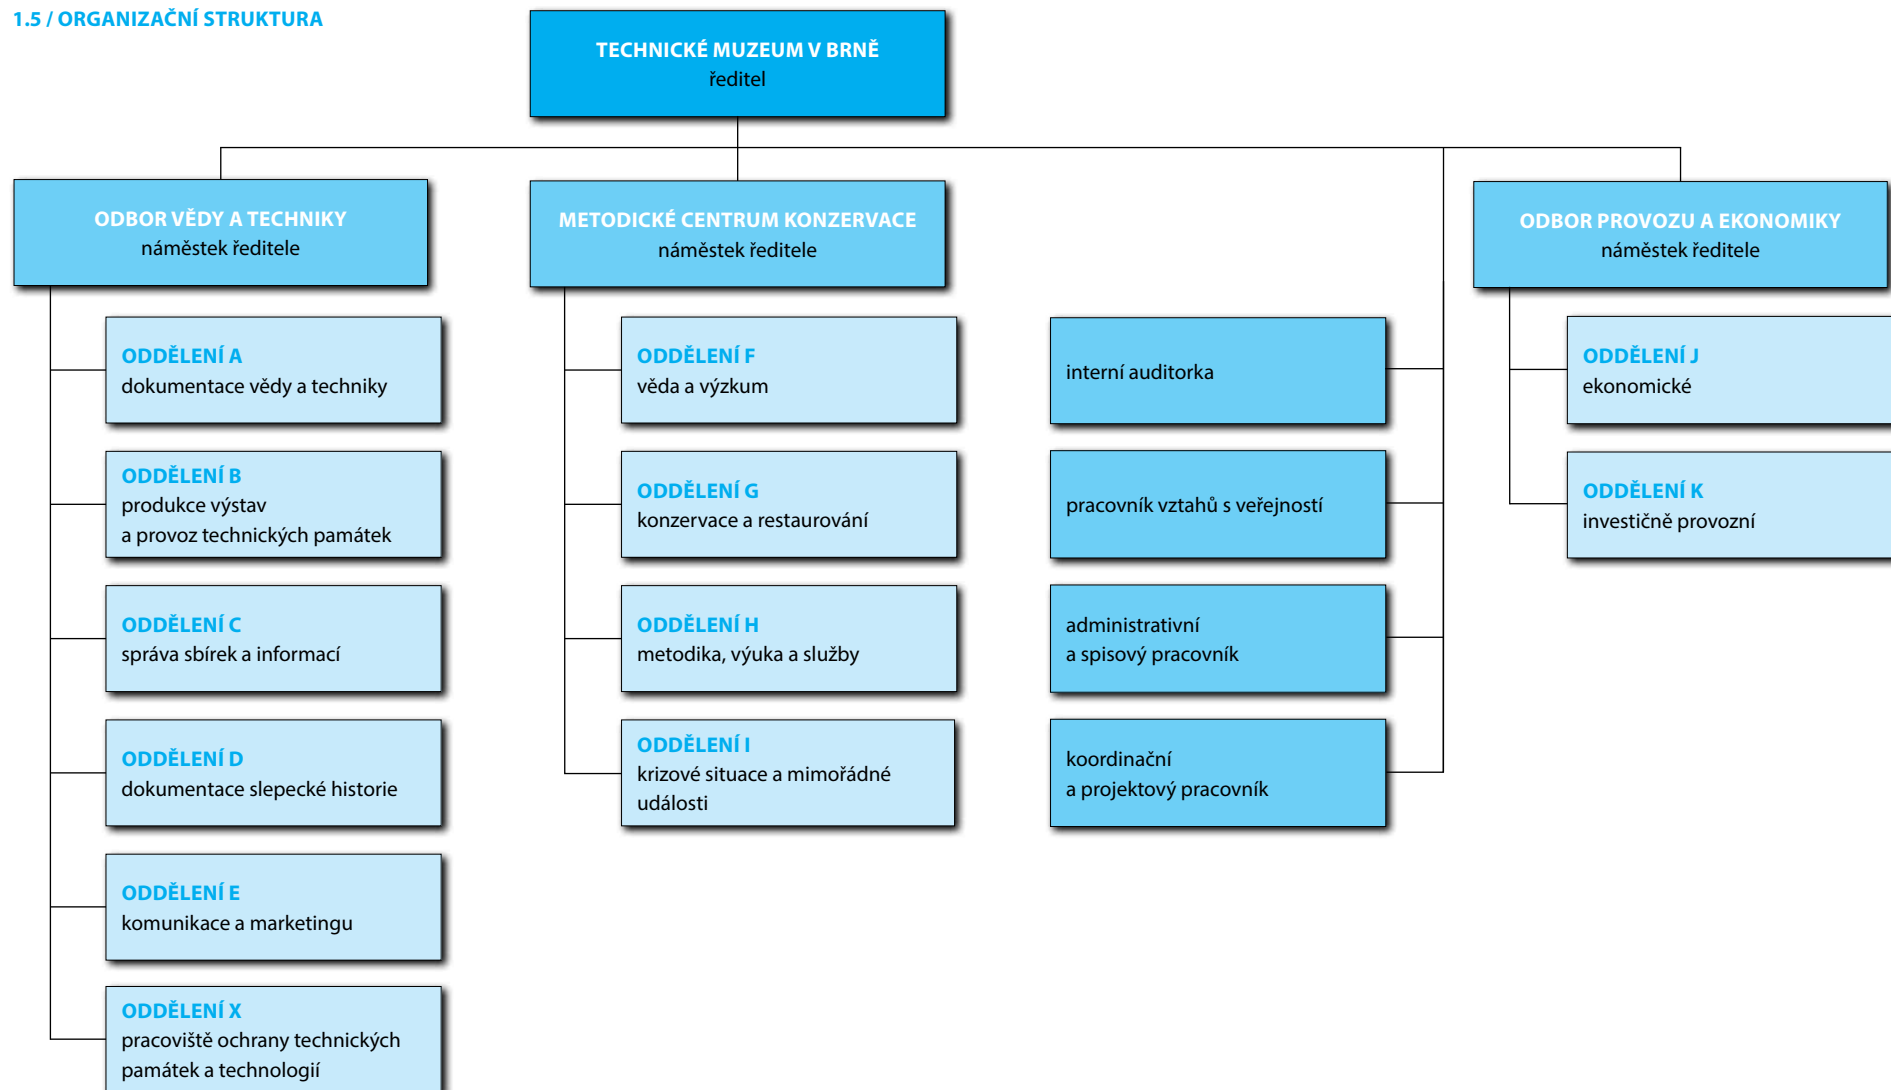 1.5 / ORGANIZAČNÍ STRUKTURA
TECHNICKÉ MUZEUM V BRNĚ
ředitel
ODBOR VĚDY A TECHNIKY
náměstek ředitele
METODICKÉ CENTRUM KONZERVACE
náměstek ředitele
ODBOR PROVOZU A EKONOMIKY
náměstek ředitele
ODDĚLENÍ A
dokumentace vědy a techniky
ODDĚLENÍ B
produkce výstav
a provoz technických památek
ODDĚLENÍ C
správa sbírek a informací
ODDĚLENÍ D
dokumentace slepecké historie
ODDĚLENÍ E
komunikace a marketingu
ODDĚLENÍ X
pracoviště ochrany technických
památek a technologií
ODDĚLENÍ F
věda a výzkum
ODDĚLENÍ G
konzervace a restaurování
ODDĚLENÍ H
metodika, výuka a služby
ODDĚLENÍ I
krizové situace a mimořádné
události
interní auditorka
pracovník vztahů s veřejností
administrativní
a spisový pracovník
koordinační
a projektový pracovník
ODDĚLENÍ J
ekonomické
ODDĚLENÍ K
investičně provozní